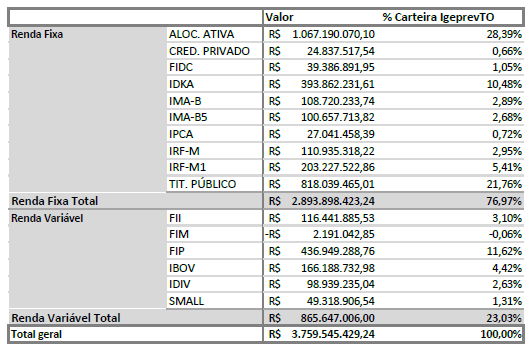 Valor % Carteira IgeprevTO
Renda Fixa ALOC. ATIVA R$ 1.067.190.070,10 28,39%
CRED. PRIVADO R$ 24.837.517,54 0,66%
FIDC R$ 39.386.891,95 1,05%
IDKA R$ 393.862.231,61 10,48%
IMA-B R$ 108.720.233,74 2,89%
IMA-B5 R$ 100.657.713,82 2,68%
IPCA R$ 27.041.458,39 0,72%
IRF-M R$ 110.935.318,22 2,95%
IRF-M1 R$ 203.227.522,86 5,41%
TIT. PÚBLICO R$ 818.039.465,01 21,76%
Renda Fixa Total R$ 2.893.898.423,24 76,97%
Renda Variável FII R$ 116.441.885,53 3,10%
FIM -R$ 2.191.042,85 -0,06%
FIP R$ 436.949.288,76 11,62%
IBOV R$ 166.188.732,98 4,42%
IDIV R$ 98.939.235,04 2,63%
SMALL R$ 49.318.906,54 1,31%
Renda Variável Total R$ 865.647.006,00 23,03%
Total geral R$ 3.759.545.429,24 100,00%